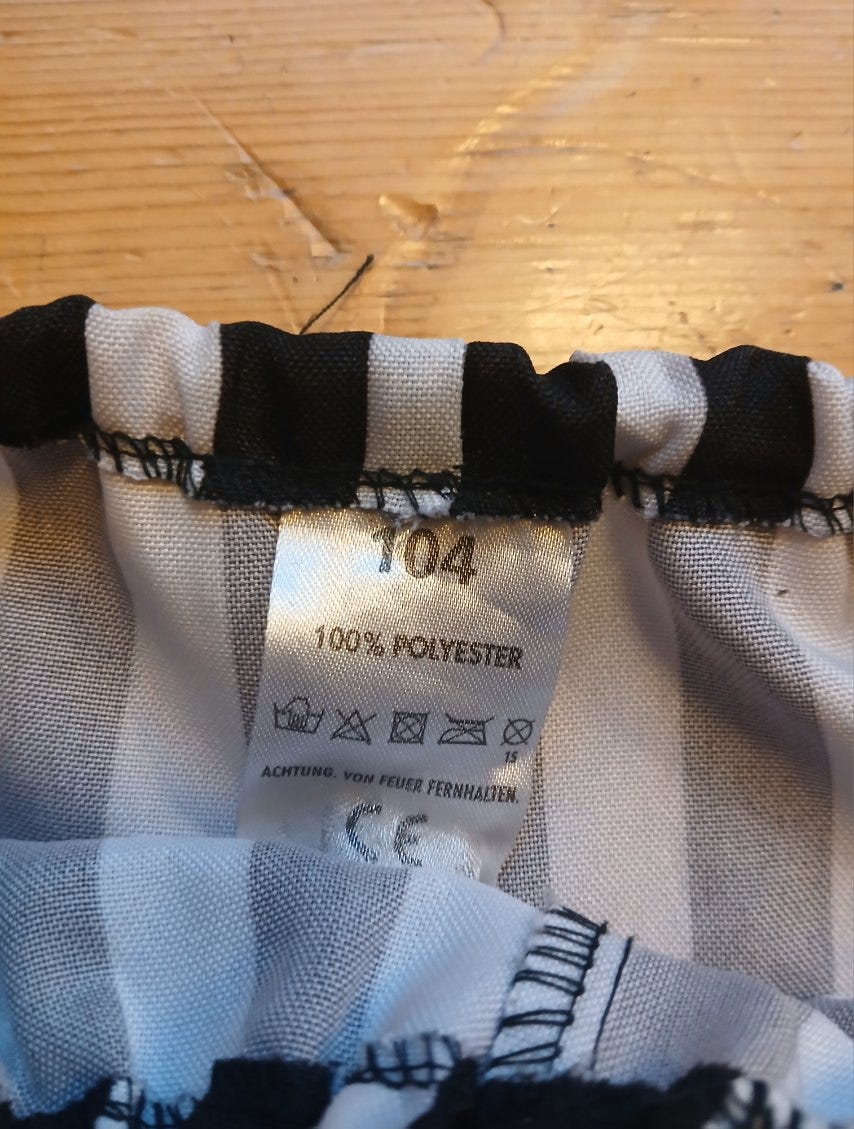 104
100% POLYESTER
15
ACHTUNG. VON FEUER FERNHALTEN.
CE